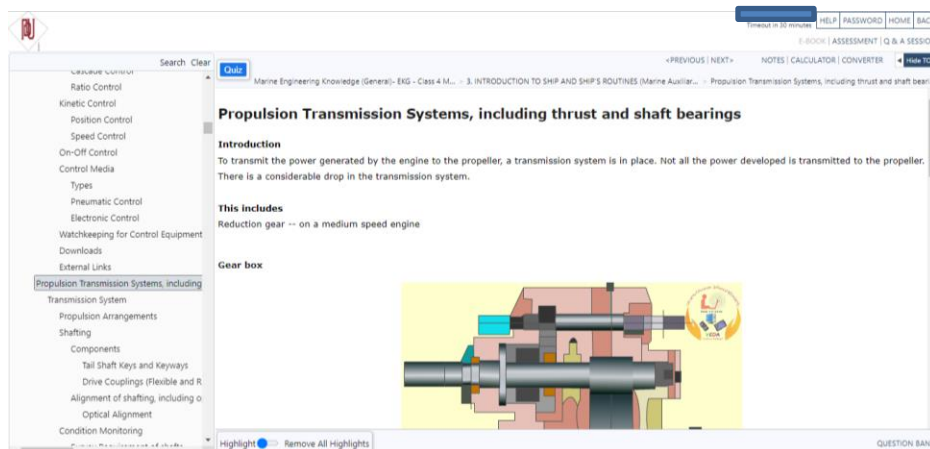 Timeout in 30 minutes HELP PASSWORD HOME BAC
E-BOOK | ASSESSMENT | Q & A SESSIO
Search Clear
Quiz
<PREVIOUS | NEXT>
NOTES | CALCULATOR | CONVERTER
Hide TO
Marine Engineering Knowledge (General)- EKG - Class 4 M... > 3. INTRODUCTION TO SHIP AND SHIP'S ROUTINES (Marine Auxiliar... > Propulsion Transmission Systems, including thrust and shaft beari
Cascade Control
Ratio Control
Kinetic Control
Position Control
Speed Control
On-Off Control
Control Media
Types
Pneumatic Control
Electronic Control
Watchkeeping for Control Equipment
Downloads
External Links
Propulsion Transmission Systems, including
Transmission System
Propulsion Arrangements
Shafting
Components
Tail Shaft Keys and Keyways
Drive Couplings (Flexible and R
Alignment of shafting, including o
Optical Alignment
Condition Monitoring
Survey Requirement of shafts
Propulsion Transmission Systems, including thrust and shaft bearings
Introduction
To transmit the power generated by the engine to the propeller, a transmission system is in place. Not all the power developed is transmitted to the propeller.
There is a considerable drop in the transmission system.
This includes
Reduction gear -- on a medium speed engine
Gear box
Highlight Remove All Highlights
QUESTION BAN